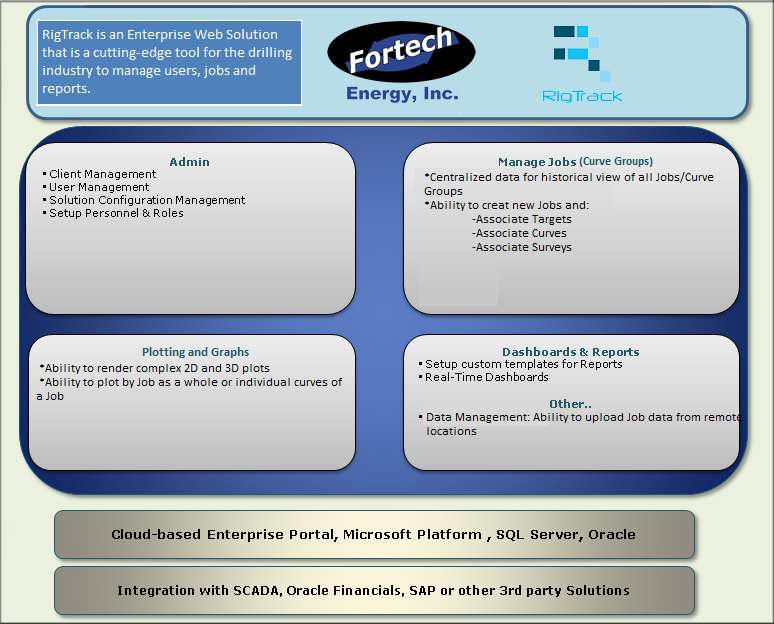 RigTrack is an Enterprise Web Solution
that is a cutting-edge tool for the drilling
industry to manage users, jobs and
reports.
Fortech
Energy, Inc.
RigTrack
Admin
• Client Management
• User Management
• Solution Configuration Management
• Setup Personnel & Roles
Manage Jobs (Curve Groups)
*Centralized data for historical view of all Jobs/Curve
Groups
*Ability to creat new Jobs and:
-Associate Targets
-Associate Curves
-Associate Surveys
Plotting and Graphs
*Ability to render complex 2D and 3D plots
*Ability to plot by Job as a whole or individual curves of
a Job
Dashboards & Reports
• Setup custom templates for Reports
• Real-Time Dashboards
Other..
• Data Management: Ability to upload Job data from remote
locations
Cloud-based Enterprise Portal, Microsoft Platform , SQL Server, Oracle
Integration with SCADA, Oracle Financials, SAP or other 3rd party Solutions